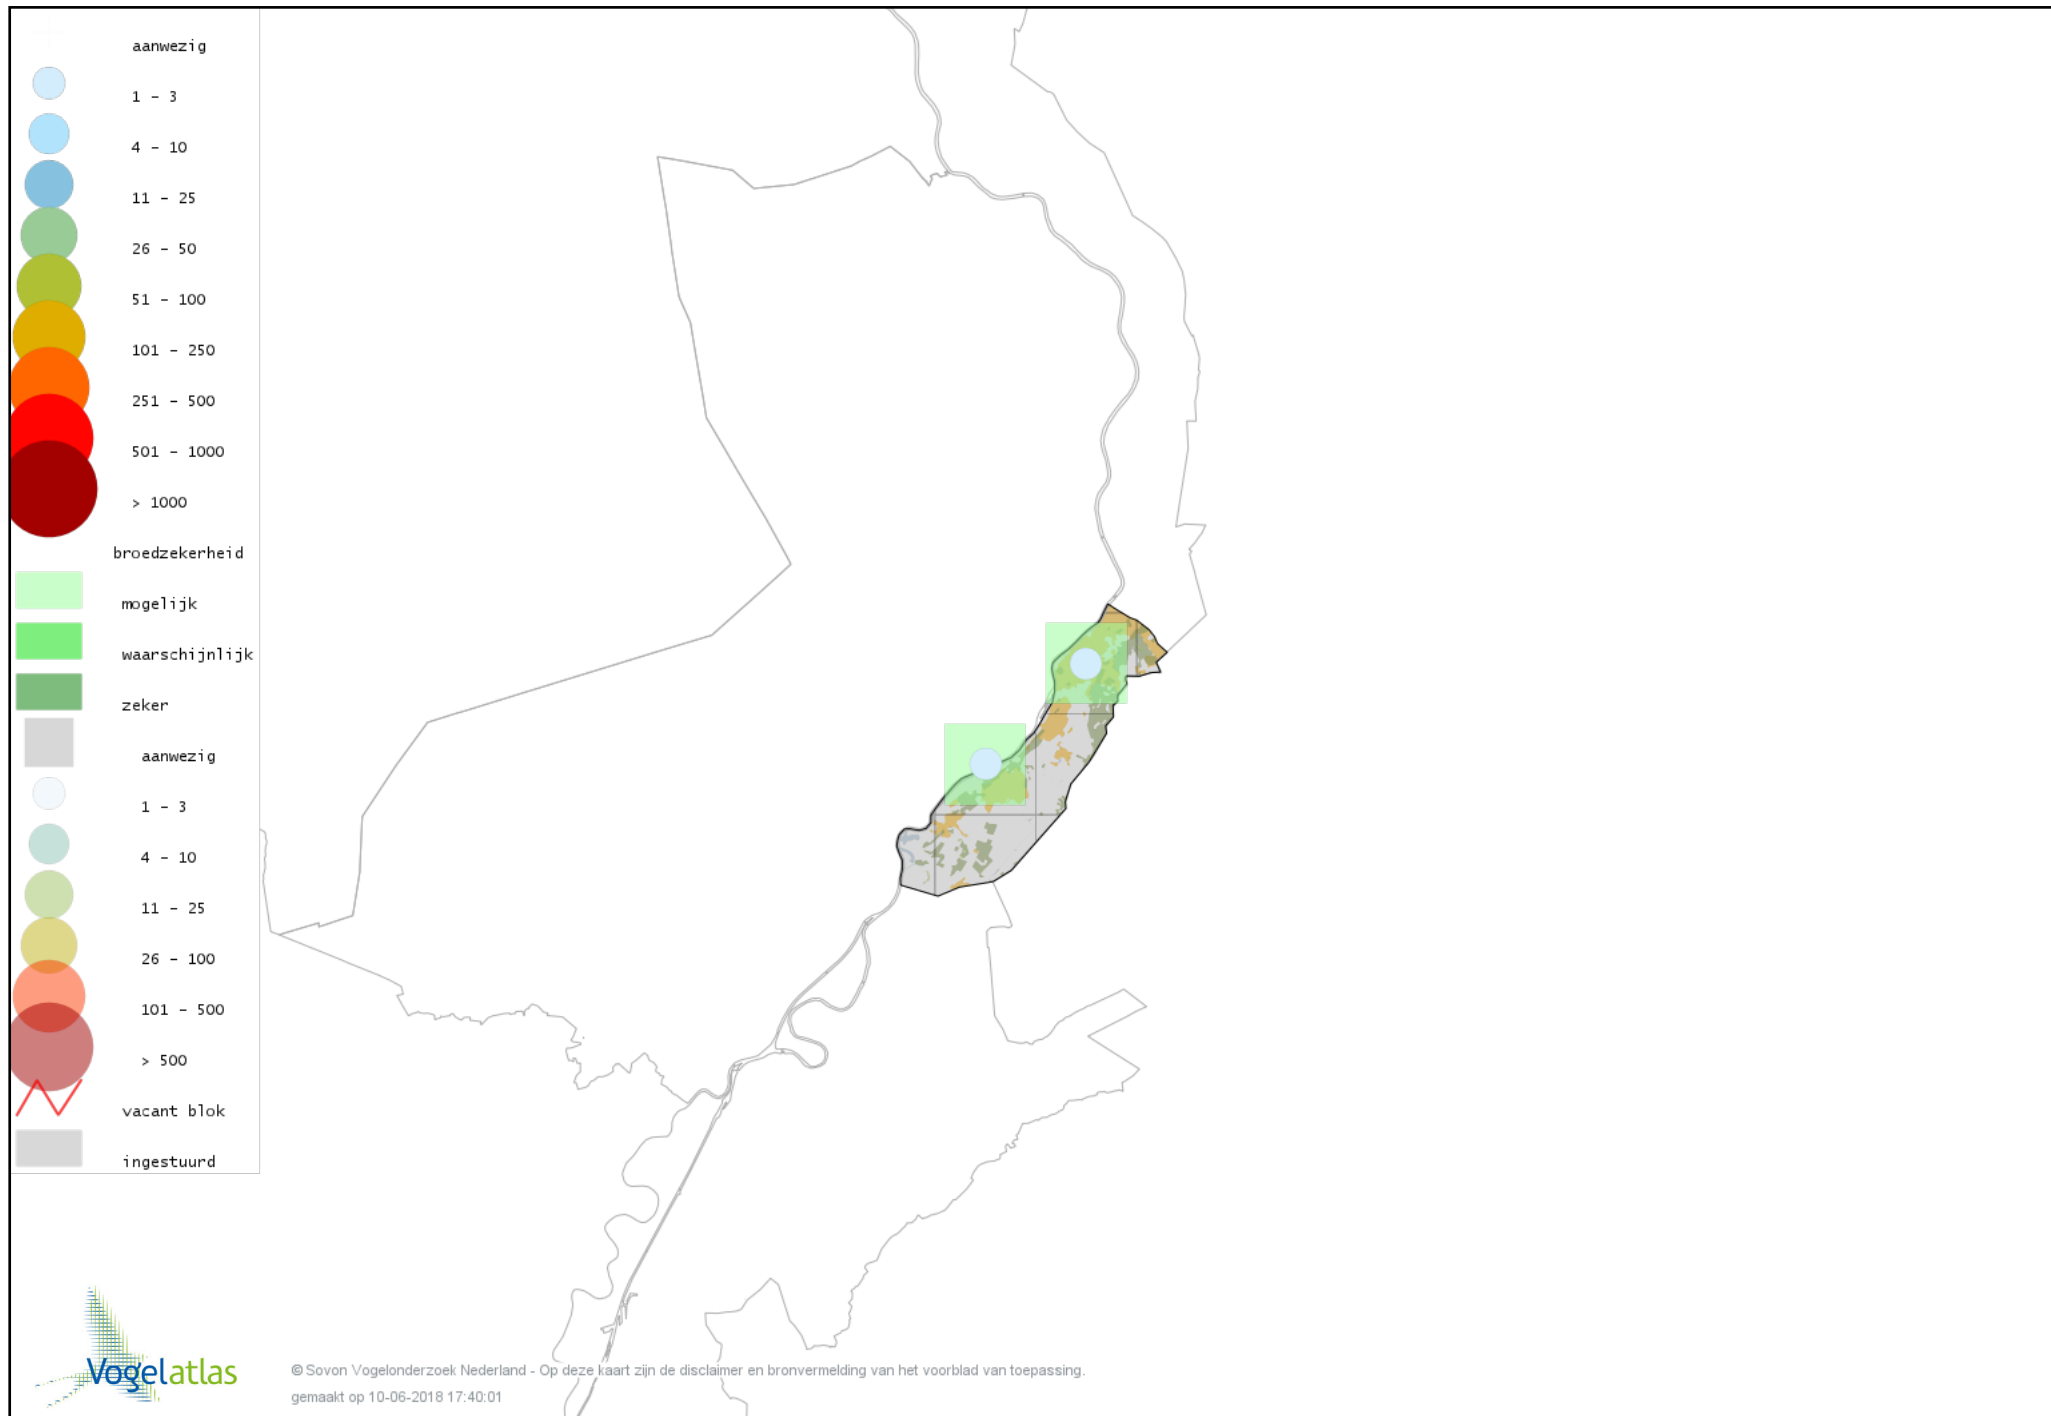 aanwezig
1 - 3
4 - 10
11 - 25
26 - 50
51 - 100
101 - 250
251 - 500
501 - 1000
> 1000
broedzekerheid
mogelijk
waarschijnlijk
zeker
aanwezig
1 - 3
4 - 10
11 - 25
26 - 100
101 - 500
> 500
vacant blok
ingestuurd
Vogelatlas
© Sovon Vogelonderzoek Nederland - Op deze kaart zijn de disclaimer en bronvermelding van het voorblad van toepassing.
gemaakt op 10-06-2018 17:40:01